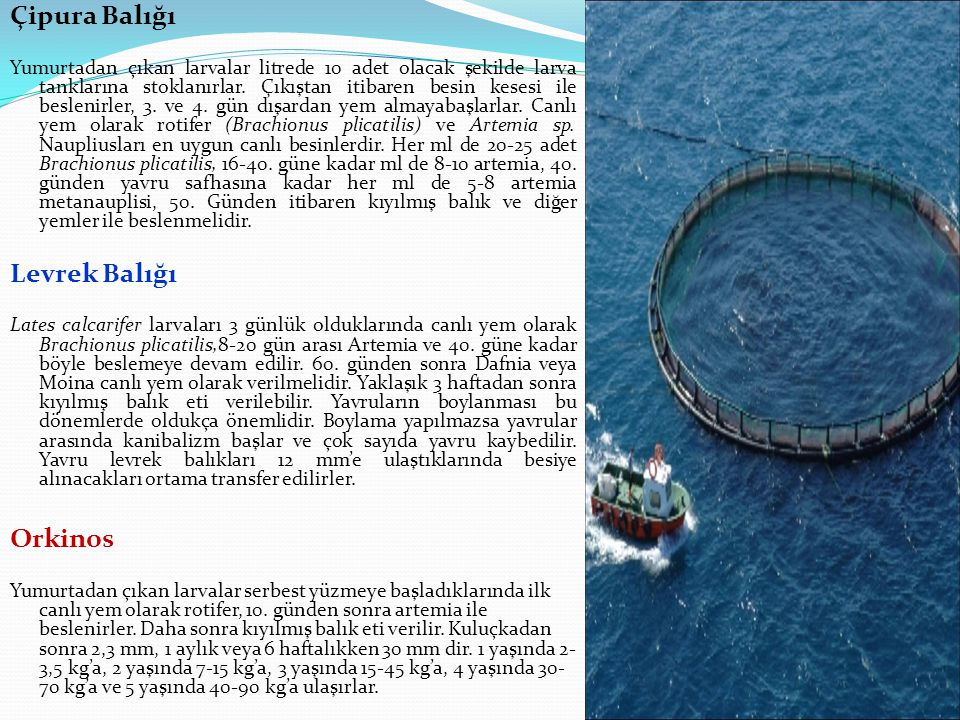 Çipura Balığı
Yumurtadan çıkan larvalar litrede 10 adet olacak şekilde larva
tanklarına stoklanırlar. Çıkıştan itibaren besin kesesi ile
beslenirler, 3. ve 4. gün dışardan yem almayabaşlarlar. Canlı
yem olarak rotifer (Brachionus plicatilis) ve Artemia sp.
Naupliusları en uygun canlı besinlerdir. Her ml de 20-25 adet
Brachionus plicatilis, 16-40. güne kadar ml de 8-10 artemia, 40.
günden yavru safhasına kadar her ml de 5-8 artemia
metanauplisi, 50. Günden itibaren kıyılmış balık ve diğer
yemler ile beslenmelidir.
Levrek Balığı
Lates calcarifer larvaları 3 günlük olduklarında canlı yem olarak
Brachionus plicatilis,8-20 gün arası Artemia ve 40. güne kadar
böyle beslemeye devam edilir. 60. günden sonra Dafnia veya
Moina canlı yem olarak verilmelidir. Yaklaşık 3 haftadan sonra
kıyılmış balık eti verilebilir. Yavruların boylanması bu
dönemlerde oldukça önemlidir. Boylama yapılmazsa yavrular
arasında kanibalizm başlar ve çok sayıda yavru kaybedilir.
Yavru levrek balıkları 12 mm’e ulaştıklarında besiye
alınacakları ortama transfer edilirler.
Orkinos
Yumurtadan çıkan larvalar serbest yüzmeye başladıklarında ilk
canlı yem olarak rotifer, 10. günden sonra artemia ile
beslenirler. Daha sonra kıyılmış balık eti verilir. Kuluçkadan
sonra 2,3 mm, 1 aylık veya 6 haftalıkken 30 mm dir. 1 yaşında 2-
3,5 kg’a, 2 yaşında 7-15 kg’a, 3 yaşında 15-45 kg’a, 4 yaşında 30-
70 kg’a ve 5 yaşında 40-90 kg’a ulaşırlar.